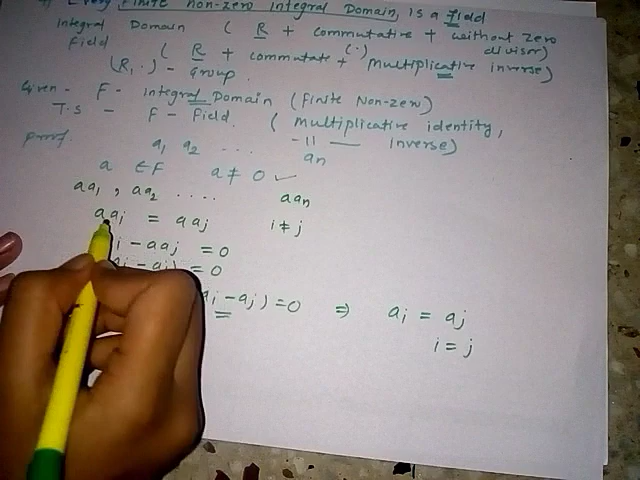 Every finite non-zero integral Domain, is a field
Integral Domain ( R + commutative + without zero divisor)
Field ( R + commutate + multiplicative inverse)
(R, ·) - Group (·)
Given - F - Integral Domain (Finite Non-zero)
T.S - F - Field. ( Multiplicative identity,
-11 — Inverse)
Proof.
a1 a2 ... an
a ∈ F a ≠ 0 ✓
aa1 , aa2 .... aan
aai = aaj i ≠ j
i - aaj = 0
ai - aj) = 0
ai - aj) = 0 ⇒ ai = aj
i = j